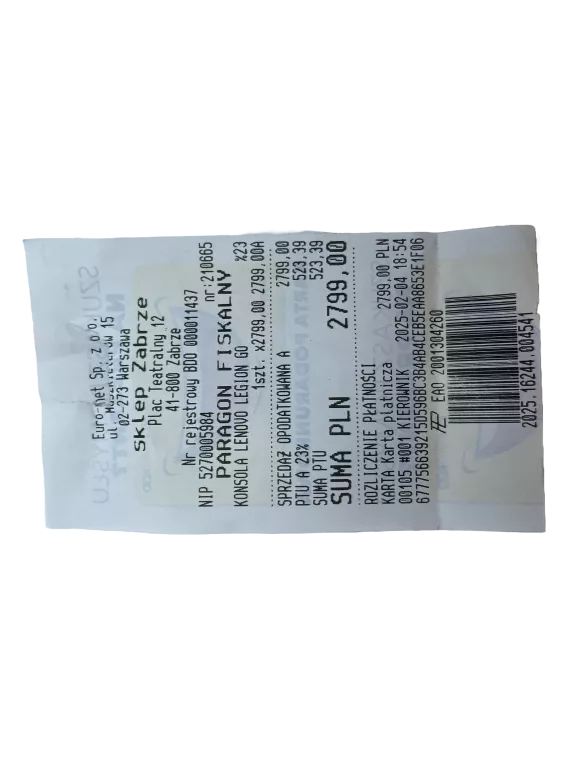 Euro-net Sp. z o.o.
ul. 15
02-273 Warszawa
Sklep Zabrze
Plac Teatralny 12
41-800 Zabrze
Nr rejestrowy BDO 000011437
NIP 5270005984 nr:210665
PARAGON FISKALNY
KONSOLA LENOVO LEGION GO %23
1szt. x2799,00 2799,00A
SPRZEDAŻ OPODATKOWANA A 2799,00
PTU A 23% 523,39
SUMA PTU 523,39
SUMA PLN 2799,00
ROZLICZENIE PŁATNOŚCI
KARTA Karta płatnicza 2799,00 PLN
00105 #001 KIEROWNIK 2025-02-04 18:54
EAO 2001304260
2025.16244.004541